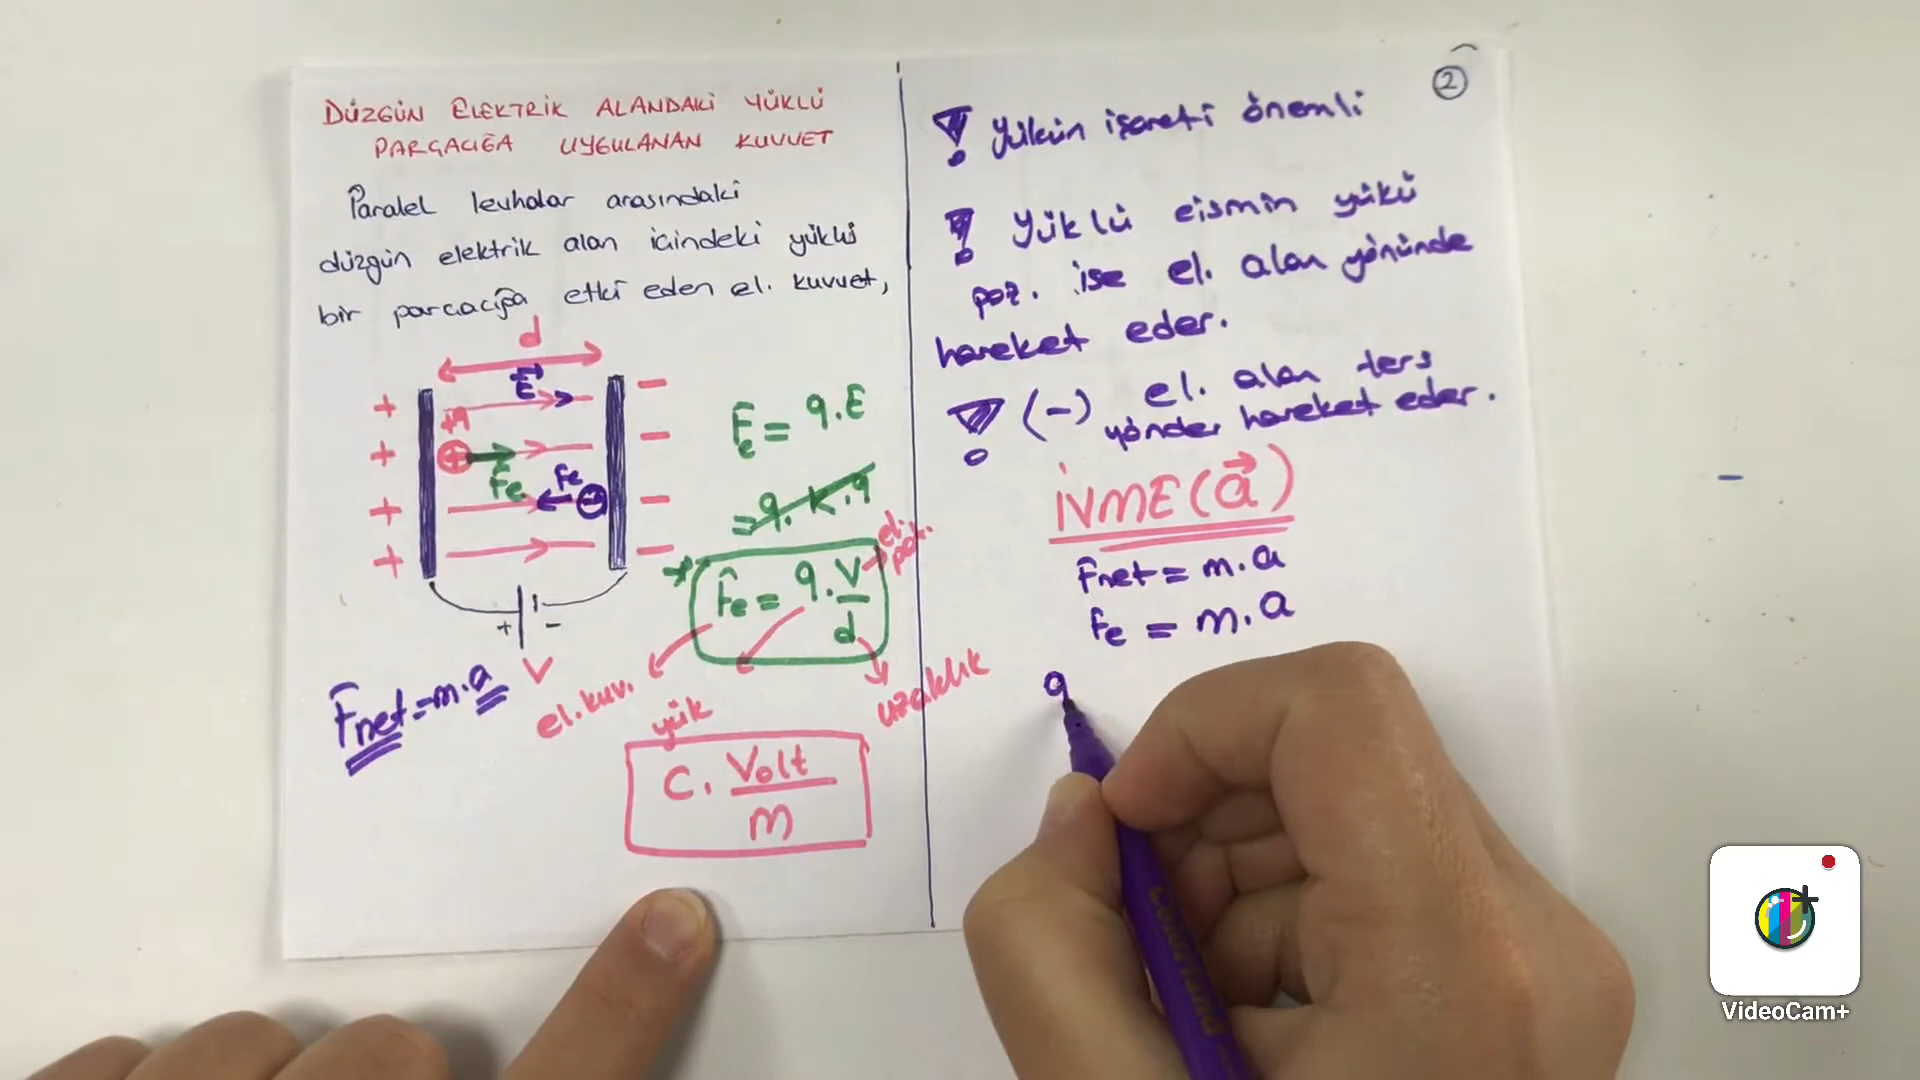 DÜZGÜN ELEKTRİK ALANDAKİ YÜKLÜ
PARÇACIĞA UYGULANAN KUVVET
Paralel levhalar arasındaki
düzgün elektrik alan içindeki yüklü
bir parçacığa etki eden el. kuvvet,
d
E
+ + + +
- - - -
+q
+
Fe
Fe
-
+ -
V
Fe = q.E
= q.k.q
* Fe = q.V/d
el. pot.
el. kuv.
yük
uzaklık
Fnet = m.a
C. Volt/m
2
! Yükün işareti önemli
! Yüklü cismin yükü
poz. ise el. alan yönünde
hareket eder.
! (-) el. alan ters
yönde hareket eder.
İVME (a)
Fnet = m.a
Fe = m.a
q
VideoCam+